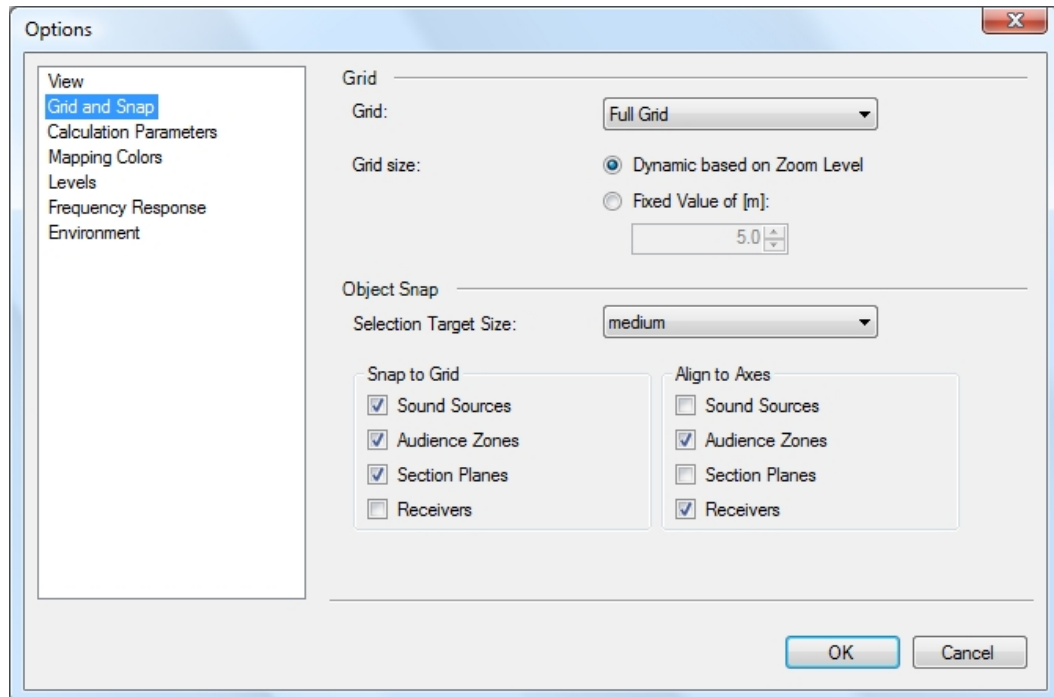 Options
View
Grid and Snap
Calculation Parameters
Mapping Colors
Levels
Frequency Response
Environment
Grid
Grid: Full Grid
Grid size: Dynamic based on Zoom Level
Fixed Value of [m]:
5.0
Object Snap
Selection Target Size: medium
Snap to Grid
Sound Sources
Audience Zones
Section Planes
Receivers
Align to Axes
Sound Sources
Audience Zones
Section Planes
Receivers
OK Cancel